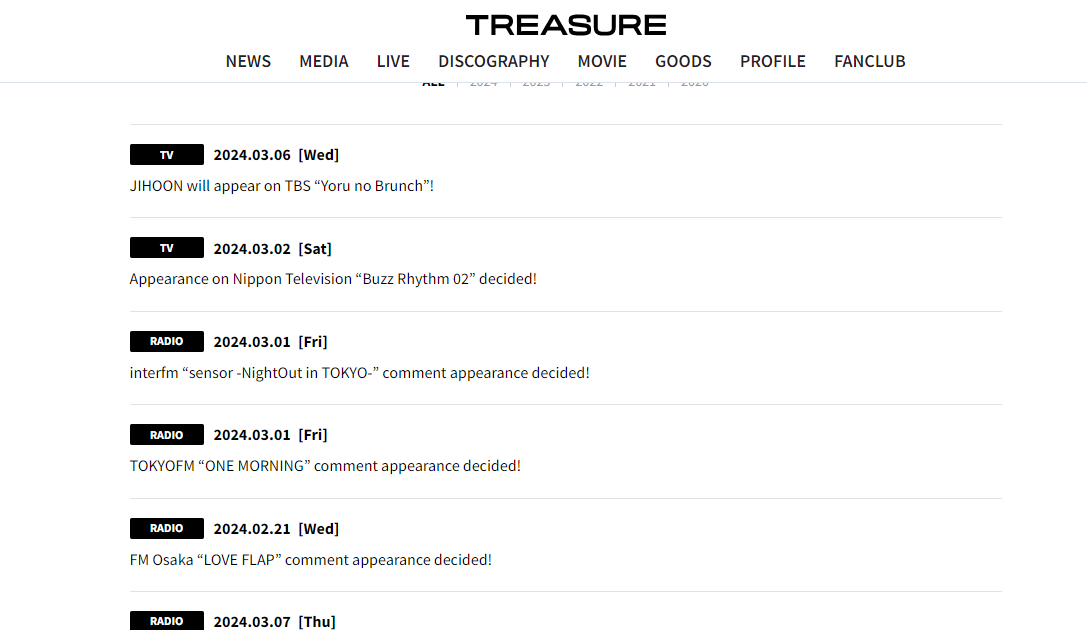 TREASURE
NEWS MEDIA LIVE DISCOGRAPHY MOVIE GOODS PROFILE FANCLUB
ALL 2024 2023 2022 2021 2020
TV 2024.03.06 [Wed]
JIHOON will appear on TBS “Yoru no Brunch”!
TV 2024.03.02 [Sat]
Appearance on Nippon Television “Buzz Rhythm 02” decided!
RADIO 2024.03.01 [Fri]
interfm “sensor -NightOut in TOKYO-” comment appearance decided!
RADIO 2024.03.01 [Fri]
TOKYOFM “ONE MORNING” comment appearance decided!
RADIO 2024.02.21 [Wed]
FM Osaka “LOVE FLAP” comment appearance decided!
RADIO 2024.03.07 [Thu]